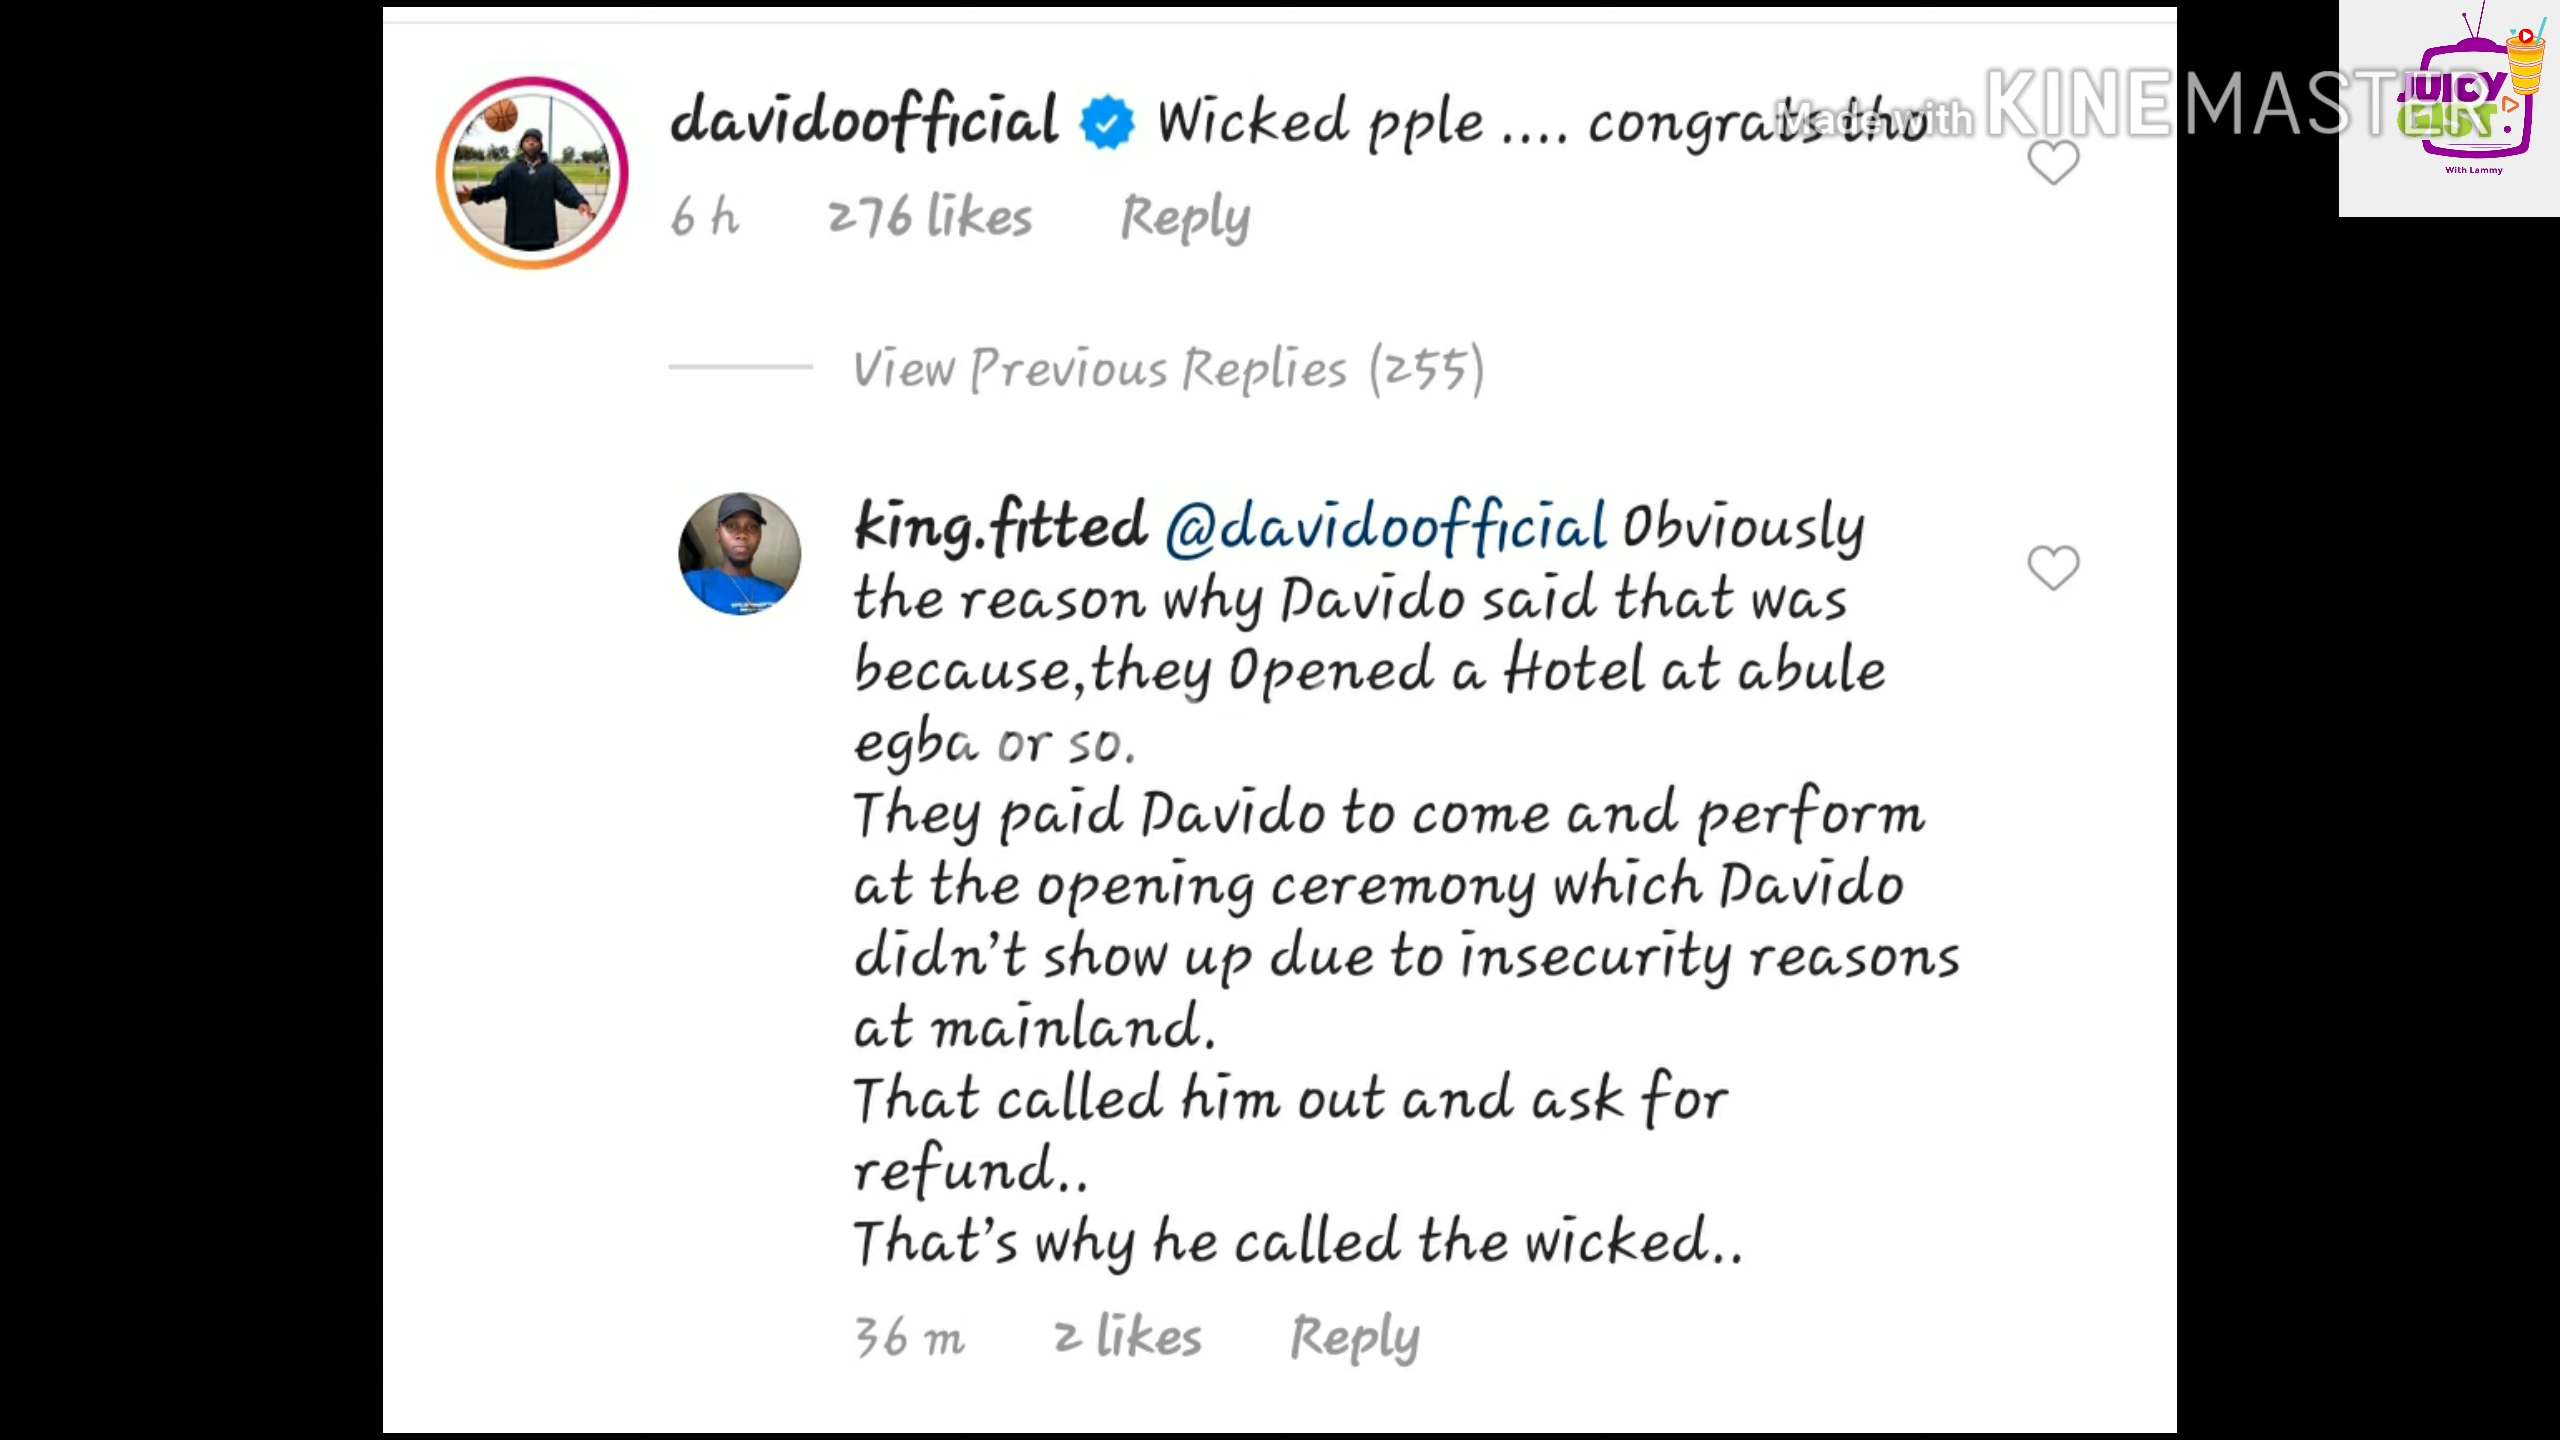 davidoofficial Wicked pple .... congrats tho
Made with KINEMASTER
JUICY
GIST
With Lammy
6 h 276 likes Reply
View Previous Replies (255)
king.fitted @davidoofficial Obviously
the reason why Davido said that was
because,they Opened a Hotel at abule
egba or so.
They paid Davido to come and perform
at the opening ceremony which Davido
didn't show up due to insecurity reasons
at mainland.
That called him out and ask for
refund..
That's why he called the wicked..
36 m 2 likes Reply